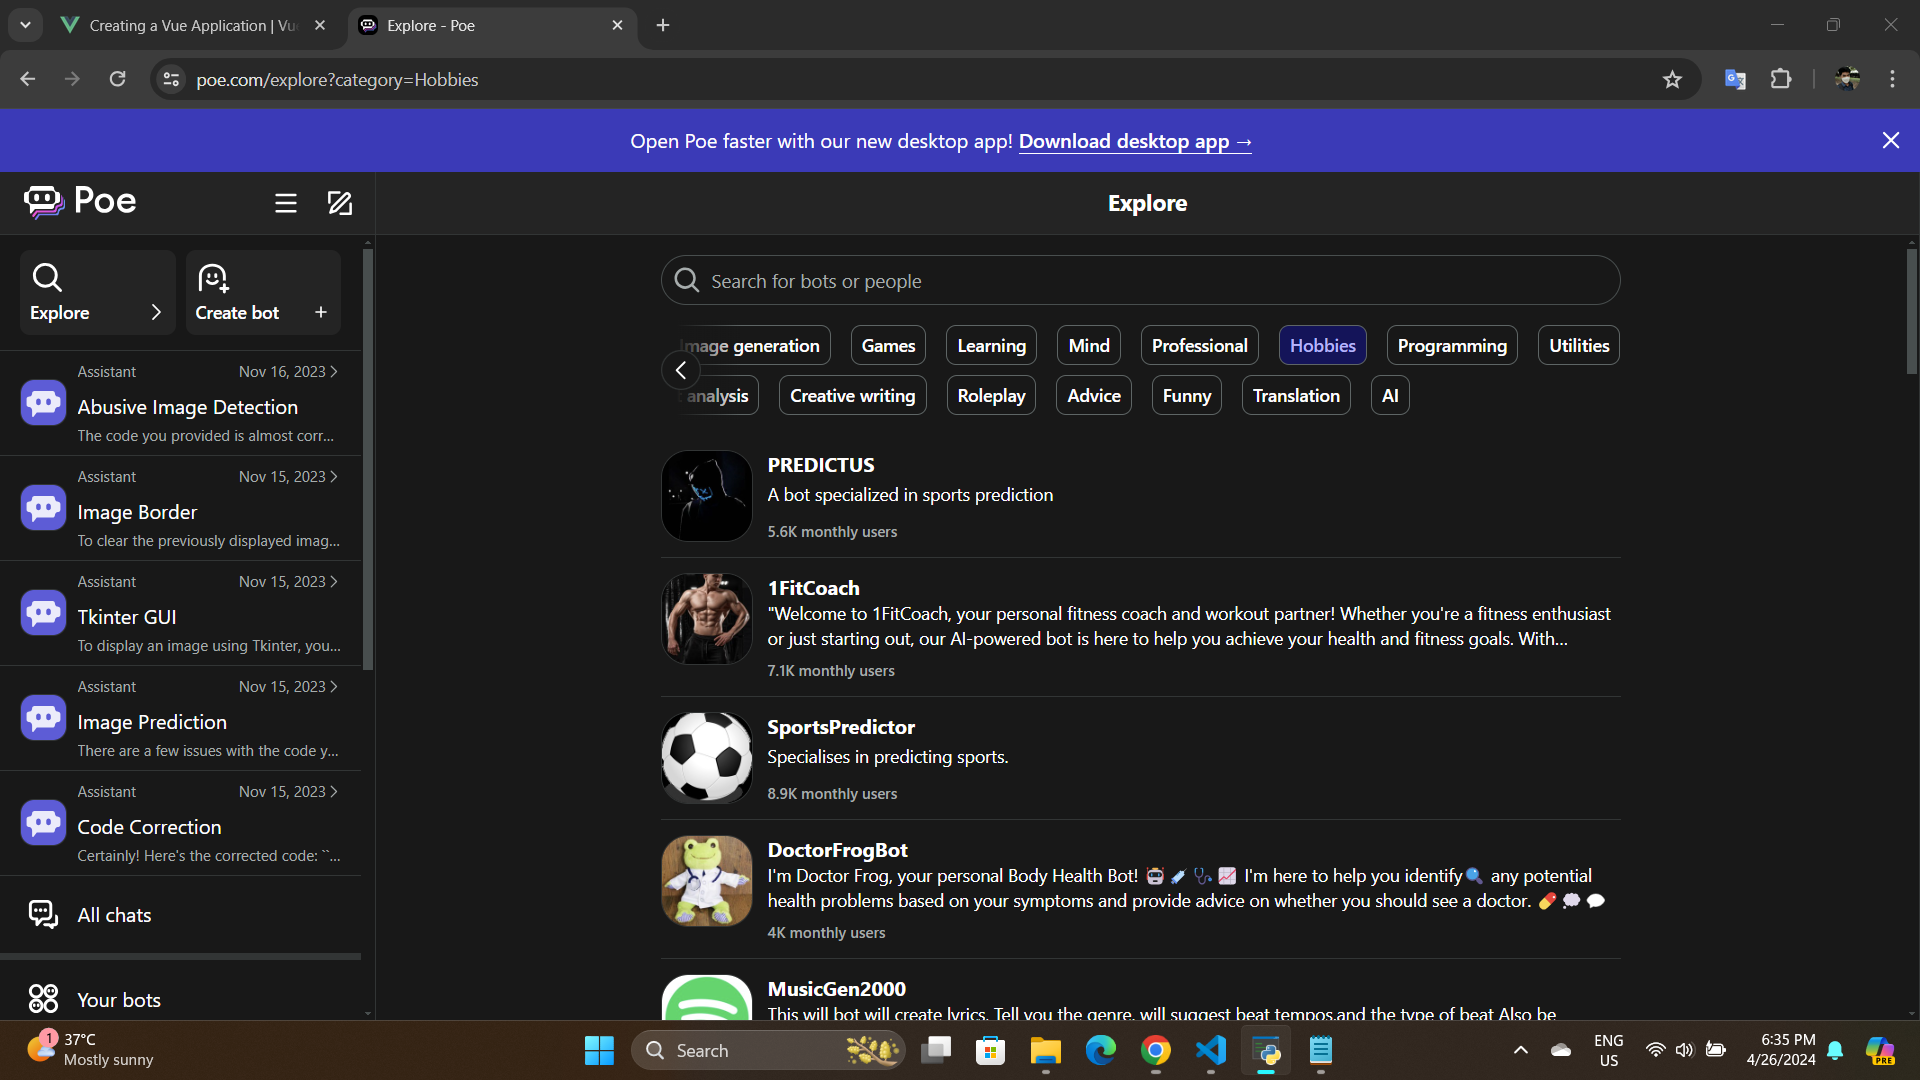 Creating a Vue Application | Vu
Explore - Poe
poe.com/explore?category=Hobbies
Open Poe faster with our new desktop app! Download desktop app →
Poe
Explore
Explore
Create bot +
Search for bots or people
Image generation
Games
Learning
Mind
Professional
Hobbies
Programming
Utilities
analysis
Creative writing
Roleplay
Advice
Funny
Translation
AI
Assistant
Nov 16, 2023
Abusive Image Detection
The code you provided is almost corr...
Assistant
Nov 15, 2023
Image Border
To clear the previously displayed imag...
Assistant
Nov 15, 2023
Tkinter GUI
To display an image using Tkinter, you...
Assistant
Nov 15, 2023
Image Prediction
There are a few issues with the code y...
Assistant
Nov 15, 2023
Code Correction
Certainly! Here's the corrected code: ``...
All chats
Your bots
PREDICTUS
A bot specialized in sports prediction
5.6K monthly users
1FitCoach
"Welcome to 1FitCoach, your personal fitness coach and workout partner! Whether you're a fitness enthusiast
or just starting out, our AI-powered bot is here to help you achieve your health and fitness goals. With...
7.1K monthly users
SportsPredictor
Specialises in predicting sports.
8.9K monthly users
DoctorFrogBot
I'm Doctor Frog, your personal Body Health Bot! 🤖 💉 🩺 📈 I'm here to help you identify🔍 any potential
health problems based on your symptoms and provide advice on whether you should see a doctor. 💊 💭 💬
4K monthly users
MusicGen2000
This will bot will create lyrics. Tell you the genre. will suggest beat tempos.and the type of beat Also be
1
37°C
Mostly sunny
Search
ENG
US
6:35 PM
4/26/2024
PRE